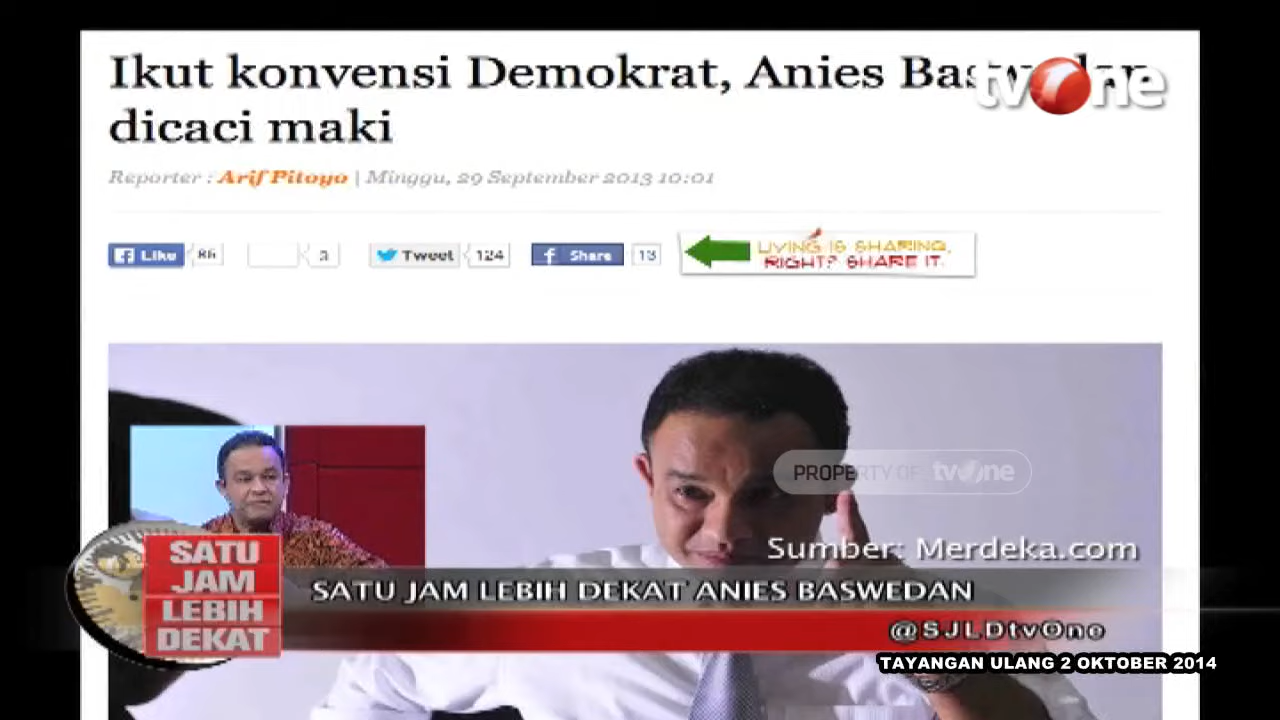 Ikut konvensi Demokrat, Anies Baswedan
dicaci maki
tvOne
Reporter : Arif Pitoyo | Minggu, 29 September 2013 10:01
Like 86 3 Tweet 124 Share 13
LIVING IS SHARING,
RIGHT? SHARE IT.
PROPERTY OF tvOne
Sumber: Merdeka.com
SATU
JAM
LEBIH
DEKAT
SATU JAM LEBIH DEKAT ANIES BASWEDAN
@SJLDtvOne
TAYANGAN ULANG 2 OKTOBER 2014